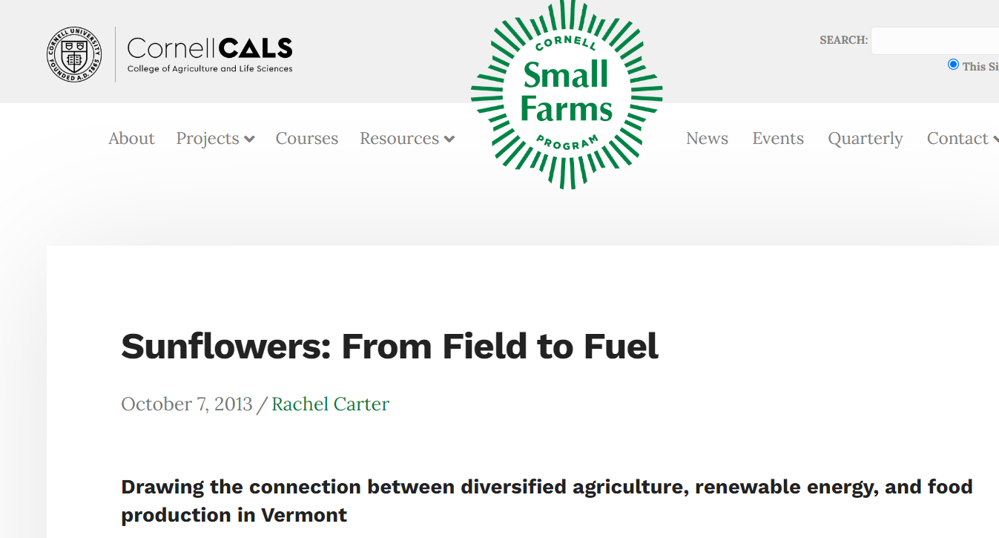 CORNELL UNIVERSITY
FOUNDED A.D. 1865
CornellCALS
College of Agriculture and Life Sciences
CORNELL
Small
Farms
PROGRAM
SEARCH:
This Si
About Projects Courses Resources News Events Quarterly Contact
Sunflowers: From Field to Fuel
October 7, 2013 / Rachel Carter
Drawing the connection between diversified agriculture, renewable energy, and food
production in Vermont